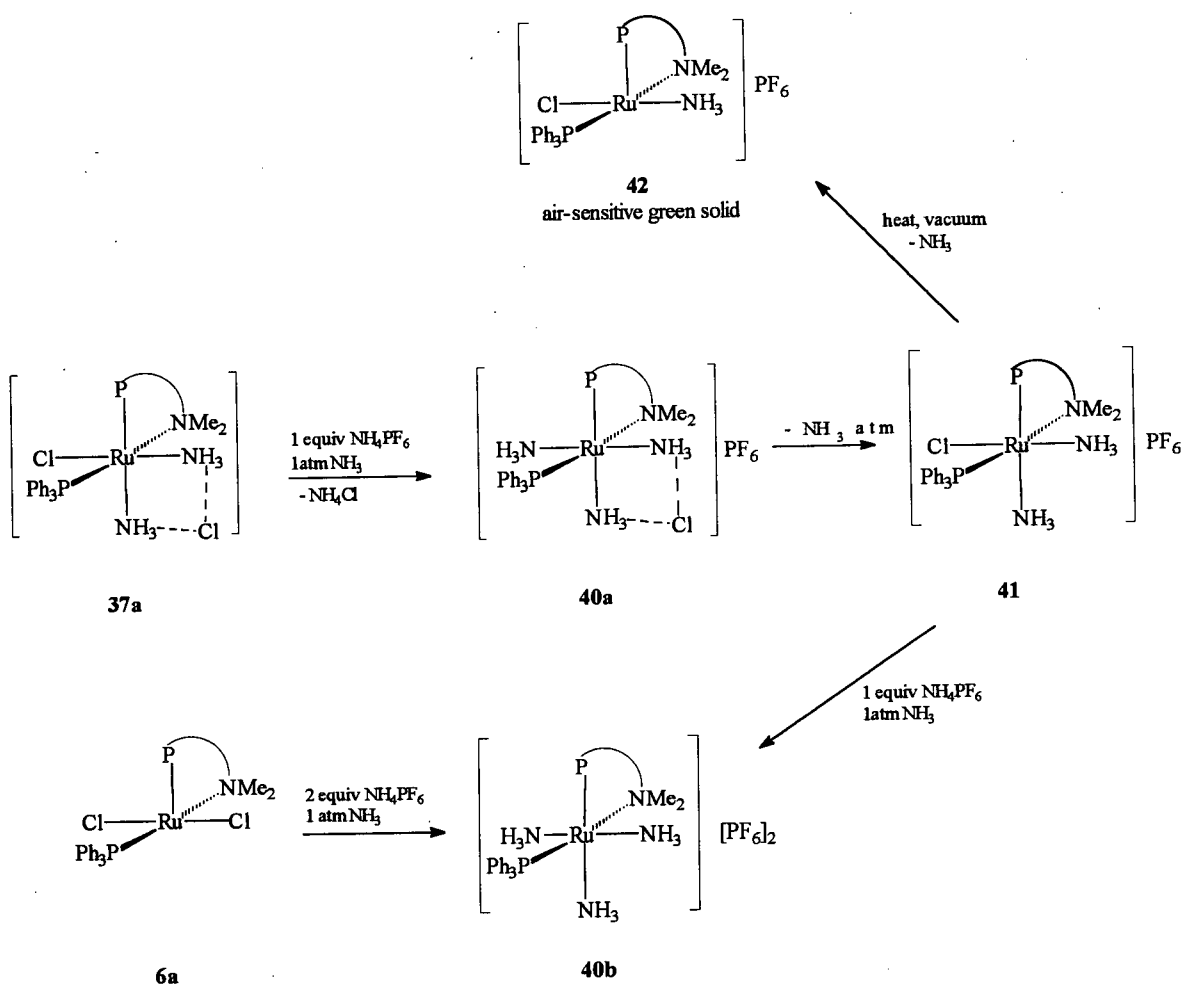 P
NMe2
Cl Ru NH3 PF6
Ph3P
42
air-sensitive green solid
heat, vacuum
- NH3
P
NMe2
Cl Ru NH3
Ph3P
NH3 Cl
37a
1 equiv NH4PF6
1atm NH3
- NH4Cl
P
NMe2
H3N Ru NH3 PF6
Ph3P
NH3 Cl
40a
- NH3 atm
P
NMe2
Cl Ru NH3 PF6
Ph3P
NH3
41
1 equiv NH4PF6
1atm NH3
P
NMe2
Cl Ru Cl
Ph3P
6a
2 equiv NH4PF6
1 atm NH3
P
NMe2
H3N Ru NH3 [PF6]2
Ph3P
NH3
40b